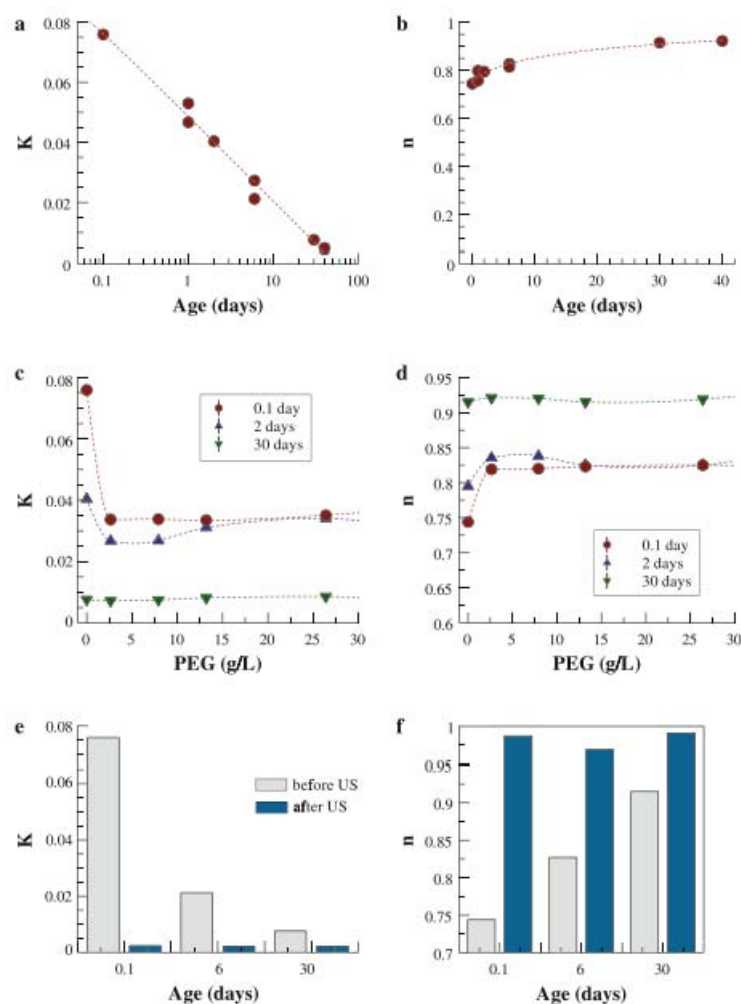 a
0.08
0.06
0.04
0.02
0
K
0.1 1 10 100
Age (days)
b
1
0.8
0.6
0.4
0.2
0
n
0 10 20 30 40
Age (days)
c
0.08
0.06
0.04
0.02
0
K
0.1 day
2 days
30 days
0 5 10 15 20 25 30
PEG (g/L)
d
0.95
0.9
0.85
0.8
0.75
0.7
0.65
0.6
n
0.1 day
2 days
30 days
0 5 10 15 20 25 30
PEG (g/L)
e
0.08
0.06
0.04
0.02
0
K
before US
after US
0.1 6 30
Age (days)
f
1
0.95
0.9
0.85
0.8
0.75
0.7
n
0.1 6 30
Age (days)